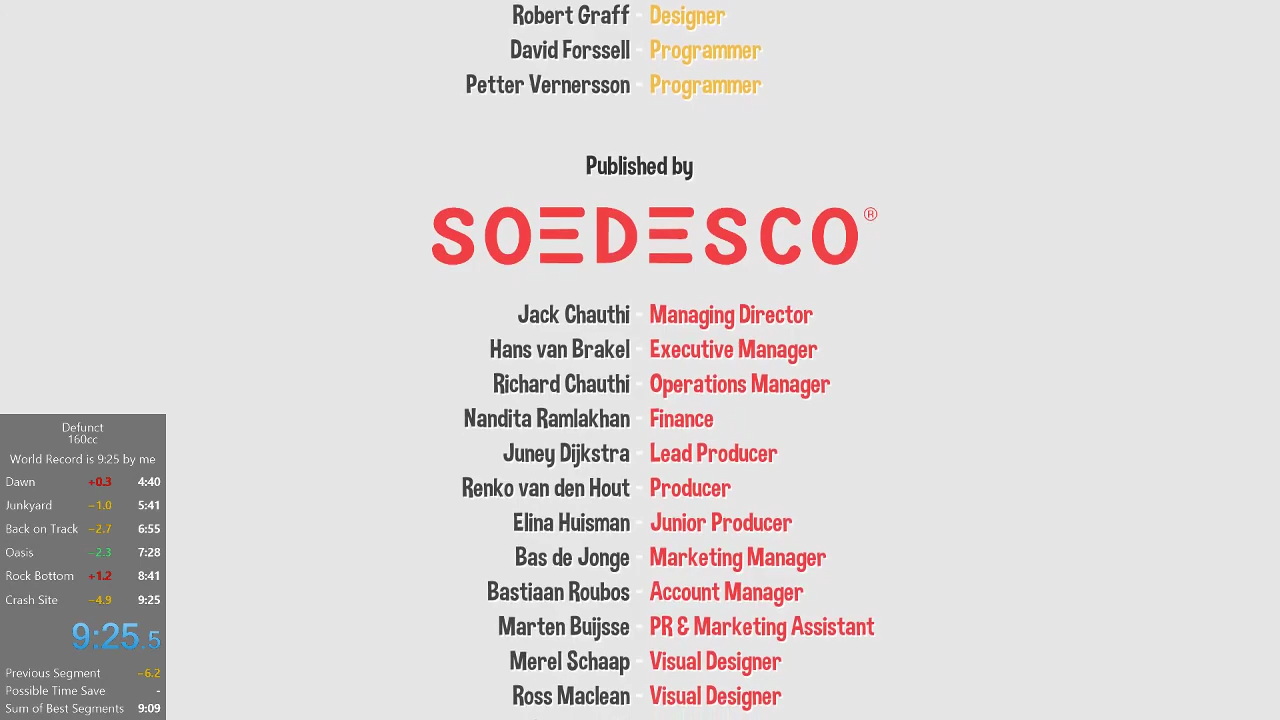 Robert Graff - Designer
David Forssell - Programmer
Petter Vernersson - Programmer
Published by
SOEDESCO®
Jack Chauthi - Managing Director
Hans van Brakel - Executive Manager
Richard Chauthi - Operations Manager
Nandita Ramlakhan - Finance
Juney Dijkstra - Lead Producer
Renko van den Hout - Producer
Elina Huisman - Junior Producer
Bas de Jonge - Marketing Manager
Bastiaan Roubos - Account Manager
Marten Buijsse - PR & Marketing Assistant
Merel Schaap - Visual Designer
Ross Maclean - Visual Designer
Defunct
160cc
World Record is 9:25 by me
Dawn +0.3 4:40
Junkyard −1.0 5:41
Back on Track −2.7 6:55
Oasis −2.3 7:28
Rock Bottom +1.2 8:41
Crash Site −4.9 9:25
9:25.5
Previous Segment −6.2
Possible Time Save -
Sum of Best Segments 9:09